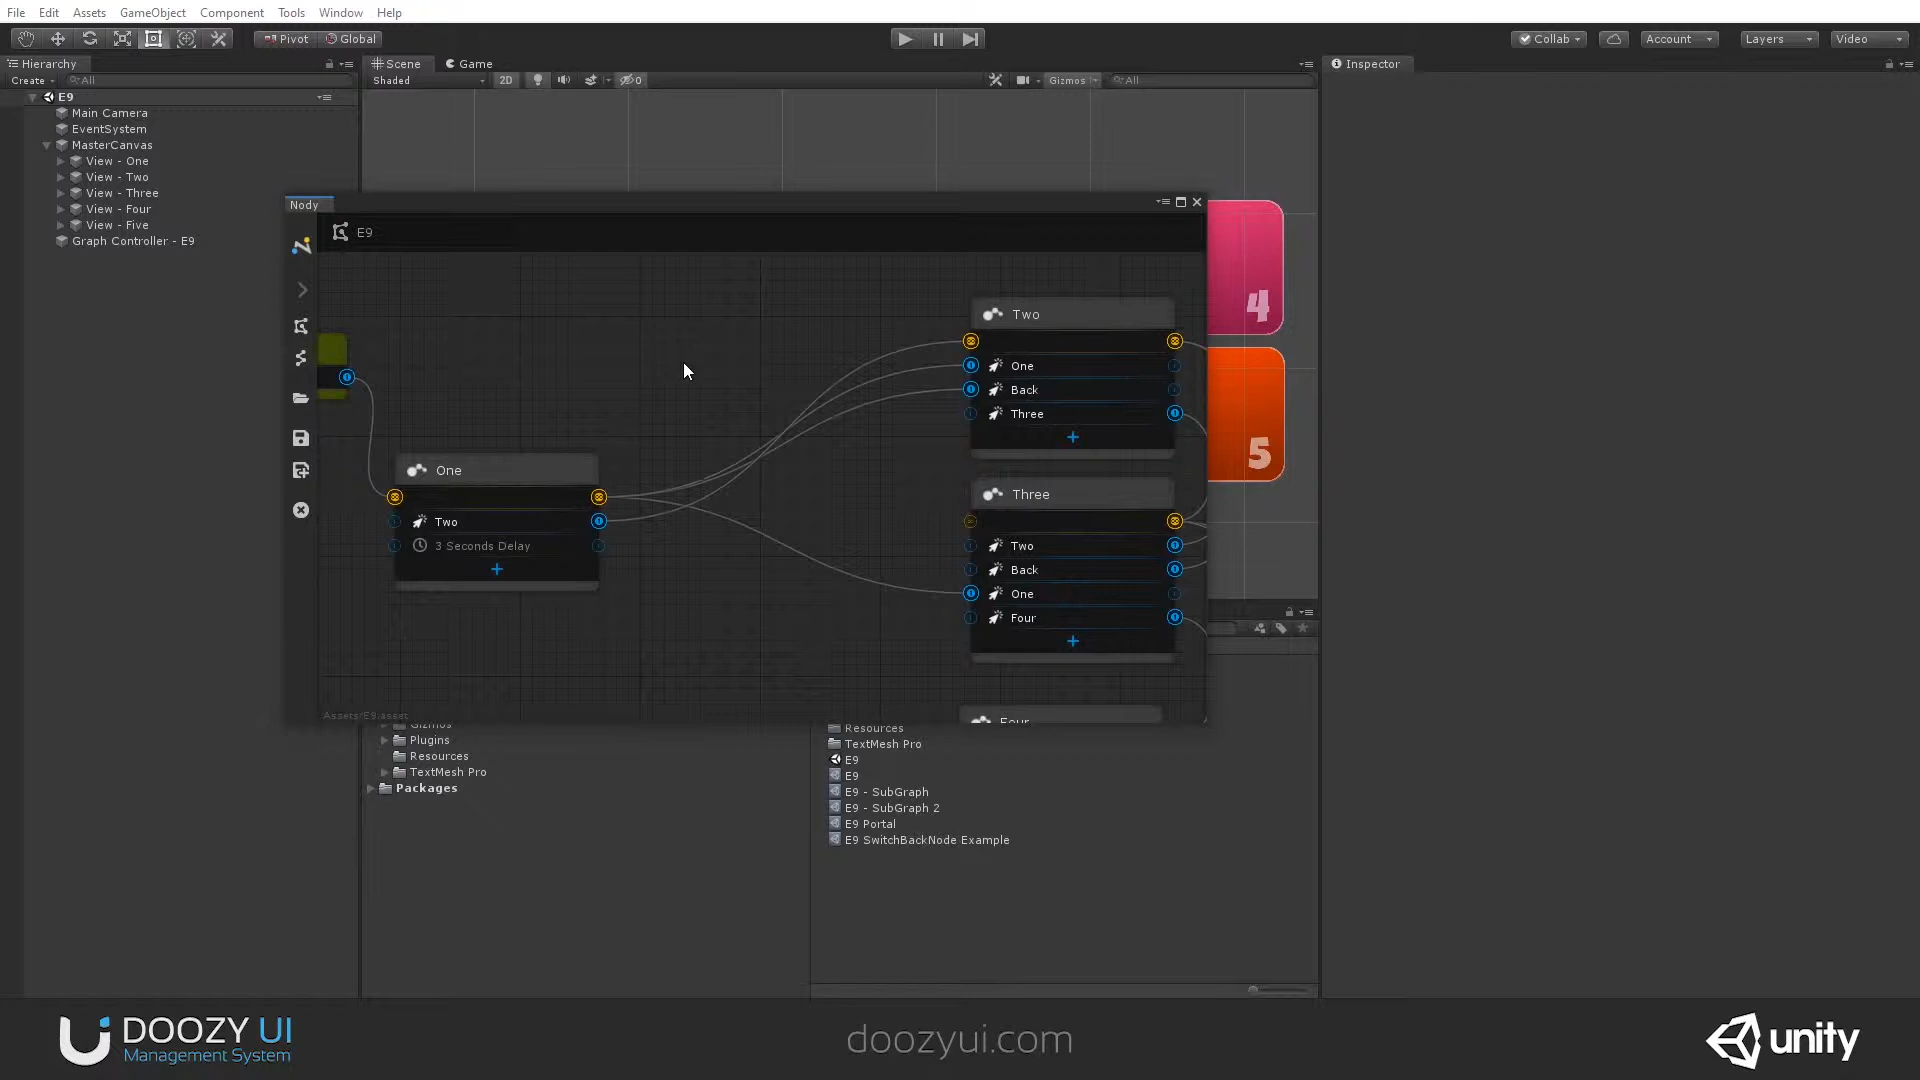 File Edit Assets GameObject Component Tools Window Help
Pivot Global Collab Account Layers Video
Hierarchy
Create All
E9
Main Camera
EventSystem
MasterCanvas
View - One
View - Two
View - Three
View - Four
View - Five
Graph Controller - E9
Scene Game
Shaded 2D 0 Gizmos All
Inspector
4
5
Nody
E9
Two
One
Back
Three
One
Two
3 Seconds Delay
Three
Two
Back
One
Four
Four
Assets/E9.asset
Gizmos
Plugins
Resources
TextMesh Pro
Packages
Resources
TextMesh Pro
E9
E9
E9 - SubGraph
E9 - SubGraph 2
E9 Portal
E9 SwitchBackNode Example
DOOZY UI
Management System
doozyui.com
unity